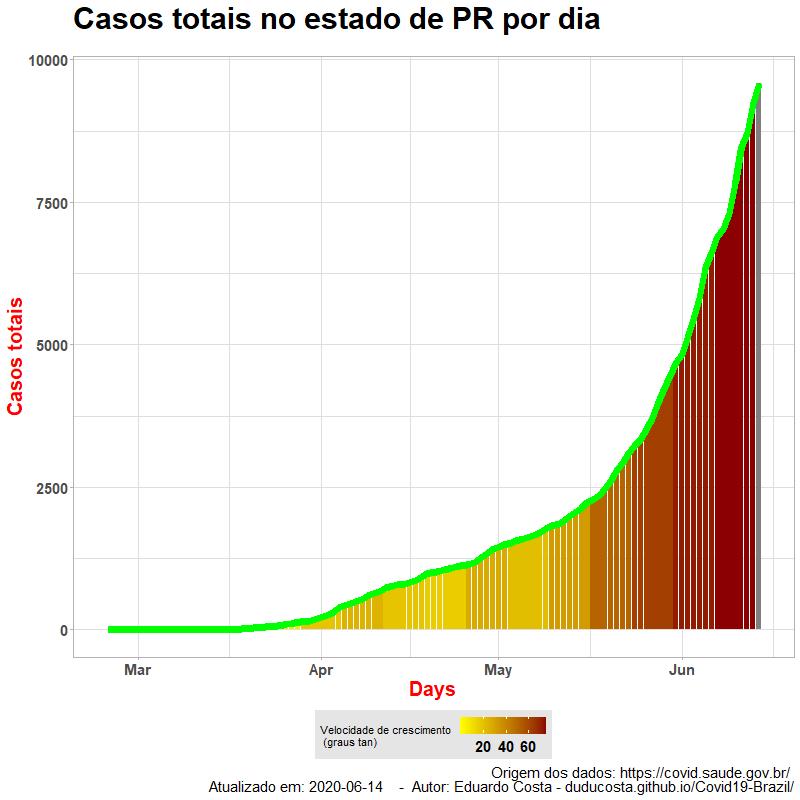 Casos totais no estado de PR por dia
10000
7500
5000
2500
0
Casos totais
Mar Apr May Jun
Days
Velocidade de crescimento
(graus tan)
20 40 60
Origem dos dados: https://covid.saude.gov.br/
Atualizado em: 2020-06-14 - Autor: Eduardo Costa - duducosta.github.io/Covid19-Brazil/